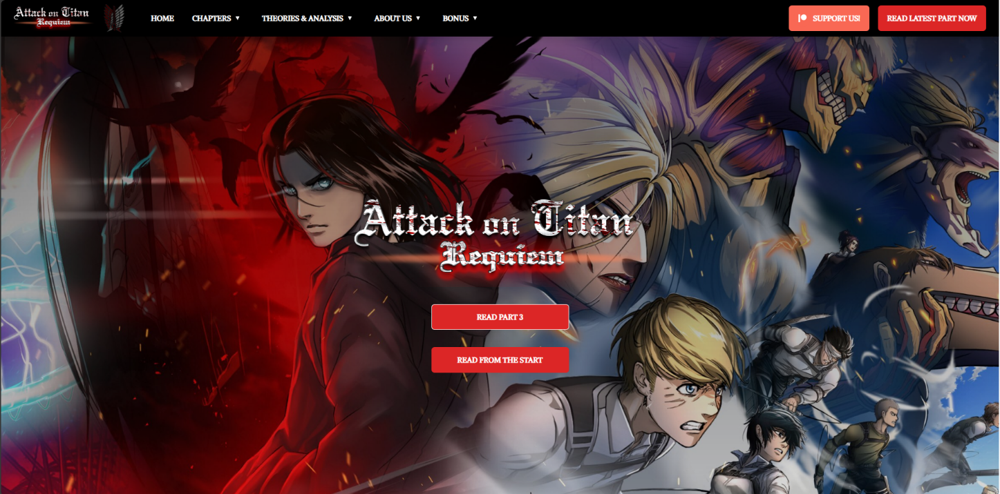 Attack on Titan
Requiem
HOME
CHAPTERS ▼
THEORIES & ANALYSIS ▼
ABOUT US ▼
BONUS ▼
SUPPORT US!
READ LATEST PART NOW
Attack on Titan
Requiem
READ PART 3
READ FROM THE START